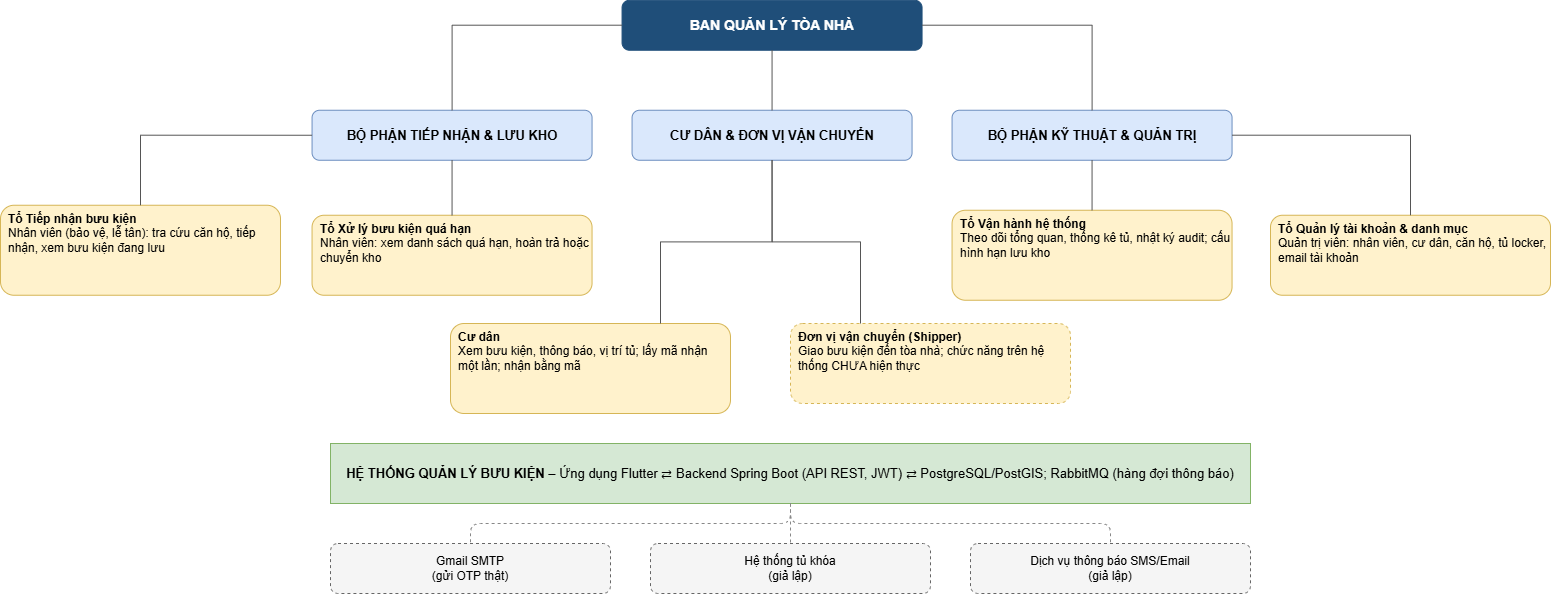 BAN QUẢN LÝ TÒA NHÀ
BỘ PHẬN TIẾP NHẬN & LƯU KHO
CƯ DÂN & ĐƠN VỊ VẬN CHUYỂN
BỘ PHẬN KỸ THUẬT & QUẢN TRỊ
Tổ Tiếp nhận bưu kiện
Nhân viên (bảo vệ, lễ tân): tra cứu căn hộ, tiếp
nhận, xem bưu kiện đang lưu
Tổ Xử lý bưu kiện quá hạn
Nhân viên: xem danh sách quá hạn, hoàn trả hoặc
chuyển kho
Tổ Vận hành hệ thống
Theo dõi tổng quan, thống kê tủ, nhật ký audit; cấu
hình hạn lưu kho
Tổ Quản lý tài khoản & danh mục
Quản trị viên: nhân viên, cư dân, căn hộ, tủ locker,
email tài khoản
Cư dân
Xem bưu kiện, thông báo, vị trí tủ; lấy mã nhận
một lần; nhận bằng mã
Đơn vị vận chuyển (Shipper)
Giao bưu kiện đến tòa nhà; chức năng trên hệ
thống CHƯA hiện thực
HỆ THỐNG QUẢN LÝ BƯU KIỆN – Ứng dụng Flutter ⇄ Backend Spring Boot (API REST, JWT) ⇄ PostgreSQL/PostGIS; RabbitMQ (hàng đợi thông báo)
Gmail SMTP
(gửi OTP thật)
Hệ thống tủ khóa
(giả lập)
Dịch vụ thông báo SMS/Email
(giả lập)